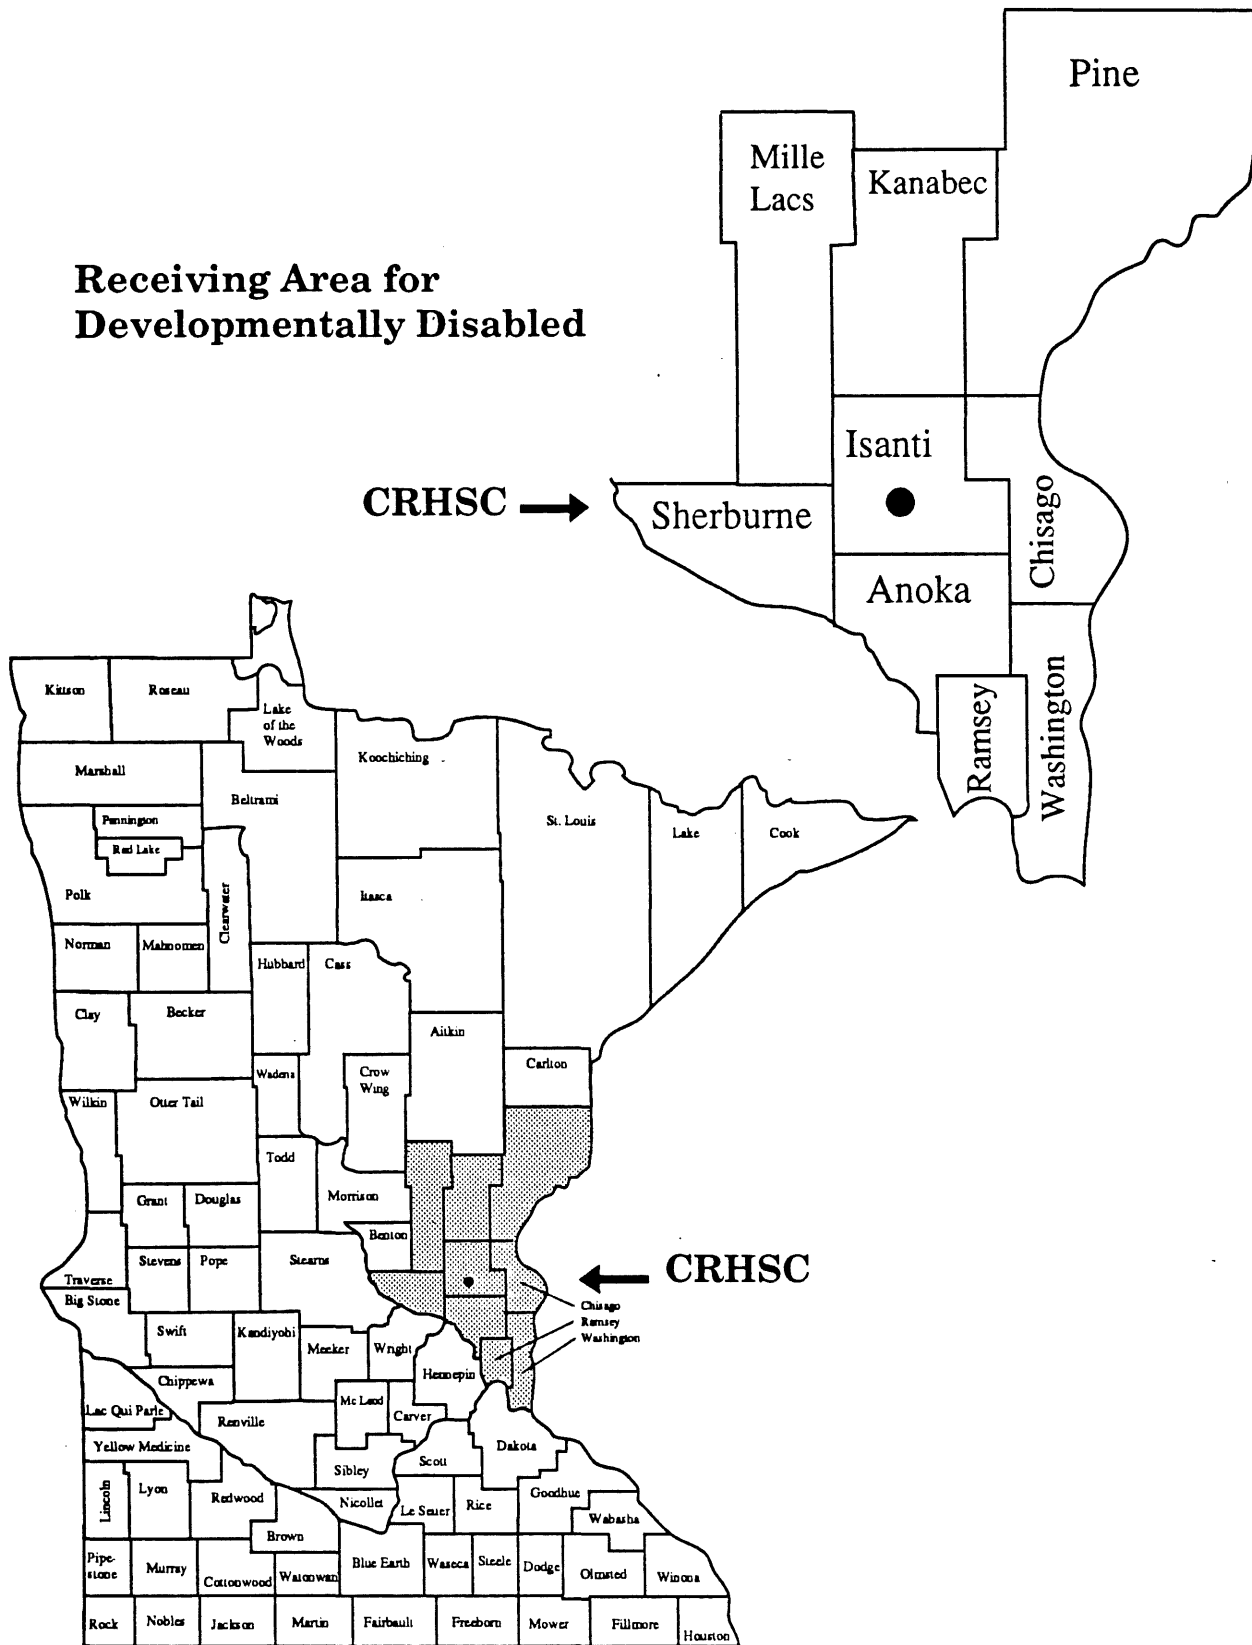 Pine
Mille
Lacs
Kanabec
Receiving Area for
Developmentally Disabled
Isanti
CRHSC
Sherburne
Chisago
Anoka
Ramsey
Washington
Kittson
Roseau
Lake
of the
Woods
Marshall
Koochiching
Beltrami
Pennington
Red Lake
St. Louis
Lake
Cook
Polk
Clearwater
Itasca
Norman
Mahnomen
Hubbard
Cass
Clay
Becker
Aitkin
Carlton
Wadena
Crow
Wing
Wilkin
Otter Tail
Todd
Morrison
Grant
Douglas
Benton
Stevens
Pope
Stearns
CRHSC
Traverse
Big Stone
Chisago
Ramsey
Washington
Swift
Kandiyohi
Meeker
Wright
Hennepin
Chippewa
Mc Leod
Carver
Lac Qui Parle
Renville
Yellow Medicine
Dakota
Scott
Sibley
Lincoln
Lyon
Redwood
Nicollet
Le Seuer
Rice
Goodhue
Wabasha
Brown
Pipe-
stone
Murray
Cottonwood
Watonwan
Blue Earth
Waseca
Steele
Dodge
Olmsted
Winona
Rock
Nobles
Jackson
Martin
Fairbault
Freeborn
Mower
Fillmore
Houston